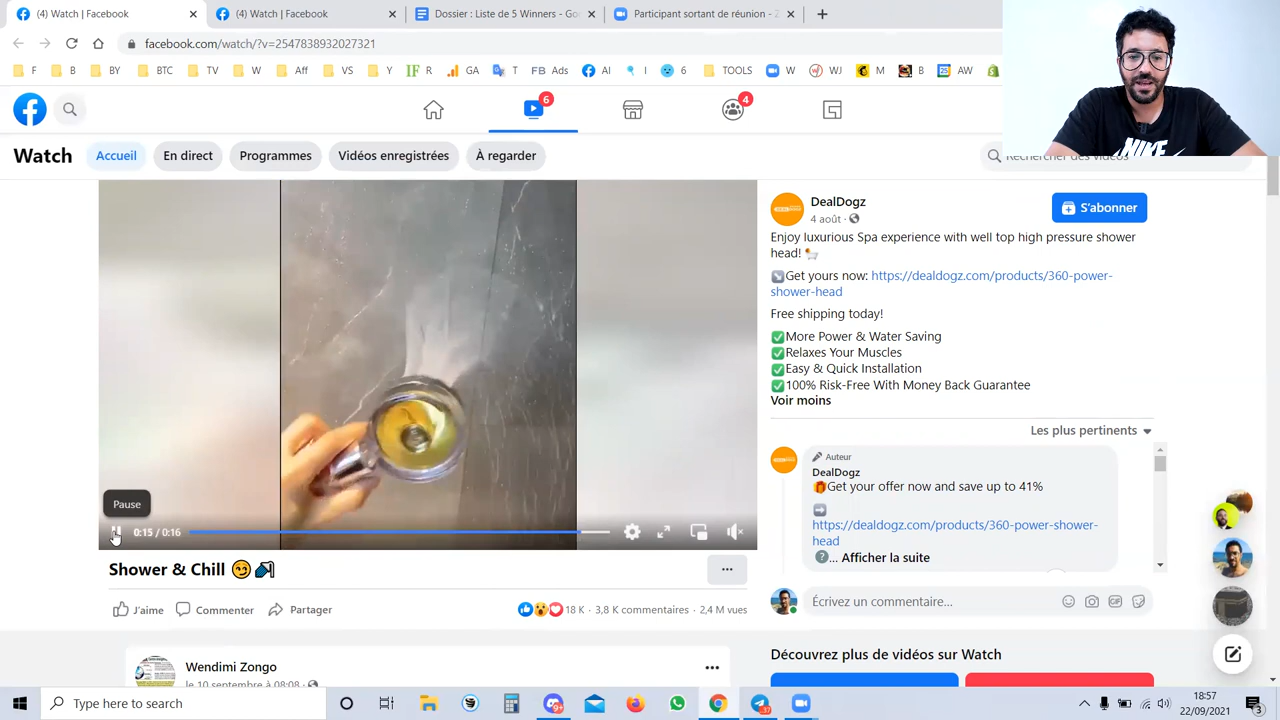 (4) Watch | Facebook
(4) Watch | Facebook
Dossier : Liste de 5 Winners - Go
Participant sortant de réunion - Z
facebook.com/watch/?v=2547838932027321
F
B
BY
BTC
TV
W
Aff
VS
Y
IF R
GA
T
FB Ads
AI
I
6
TOOLS
W
WJ
M
B
AW
6
4
NIKE
Watch
Accueil
En direct
Programmes
Vidéos enregistrées
À regarder
Rechercher des vidéos
DealDogz
4 août ·
S'abonner
Enjoy luxurious Spa experience with well top high pressure shower
head!
Get yours now: https://dealdogz.com/products/360-power-
shower-head
Free shipping today!
✅More Power & Water Saving
✅Relaxes Your Muscles
✅Easy & Quick Installation
✅100% Risk-Free With Money Back Guarantee
Voir moins
Les plus pertinents
Auteur
DealDogz
🎁Get your offer now and save up to 41%
➡
https://dealdogz.com/products/360-power-shower-
head
... Afficher la suite
Écrivez un commentaire...
Pause
0:15 / 0:16
Shower & Chill
...
J'aime
Commenter
Partager
18 K · 3,8 K commentaires · 2,4 M vues
Wendimi Zongo
le 10 septembre à 08:08 ·
Découvrez plus de vidéos sur Watch
Type here to search
18:57
22/09/2021
3